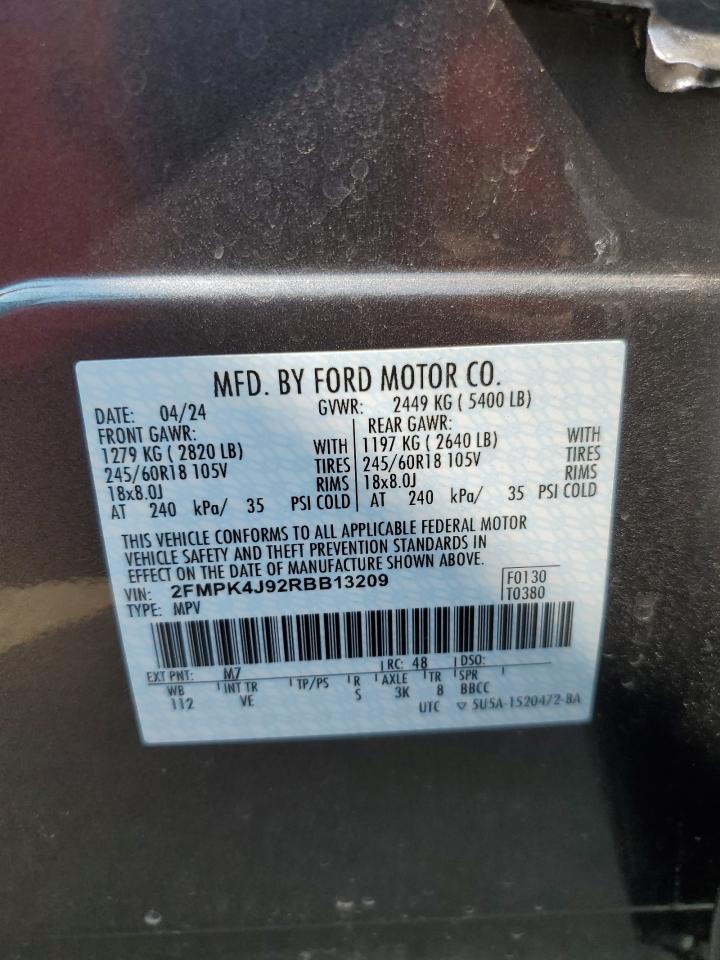 MFD. BY FORD MOTOR CO.
DATE: 04/24 GVWR: 2449 KG ( 5400 LB)
FRONT GAWR: REAR GAWR:
1279 KG ( 2820 LB) WITH 1197 KG ( 2640 LB) WITH
245/60R18 105V TIRES 245/60R18 105V TIRES
18x8.0J RIMS 18x8.0J RIMS
AT 240 kPa/ 35 PSI COLD AT 240 kPa/ 35 PSI COLD
THIS VEHICLE CONFORMS TO ALL APPLICABLE FEDERAL MOTOR
VEHICLE SAFETY AND THEFT PREVENTION STANDARDS IN
EFFECT ON THE DATE OF MANUFACTURE SHOWN ABOVE.
VIN: 2FMPK4J92RBB13209 F0130
TYPE: MPV T0380
EXT PNT: M7 RC: 48 DSO:
WB INT TR TP/PS R AXLE TR SPR
112 VE S 3K 8 BBCC
UTC ▽ 5U5A-1520472-BA